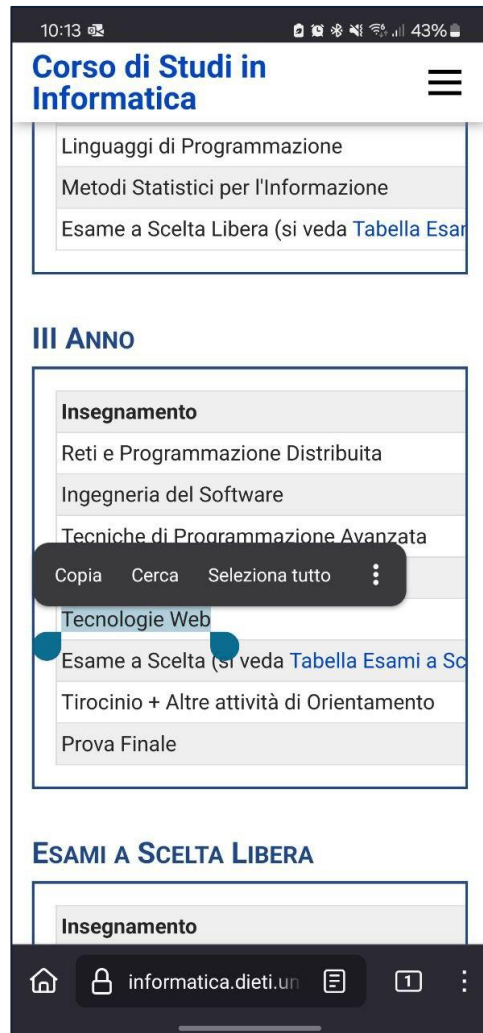 10:13 43%
Corso di Studi in
Informatica
Linguaggi di Programmazione
Metodi Statistici per l'Informazione
Esame a Scelta Libera (si veda Tabella Esar
III ANNO
Insegnamento
Reti e Programmazione Distribuita
Ingegneria del Software
Tecniche di Programmazione Avanzata
Copia Cerca Seleziona tutto
Tecnologie Web
Esame a Scelta (si veda Tabella Esami a Sc
Tirocinio + Altre attività di Orientamento
Prova Finale
ESAMI A SCELTA LIBERA
Insegnamento
informatica.dieti.un 1